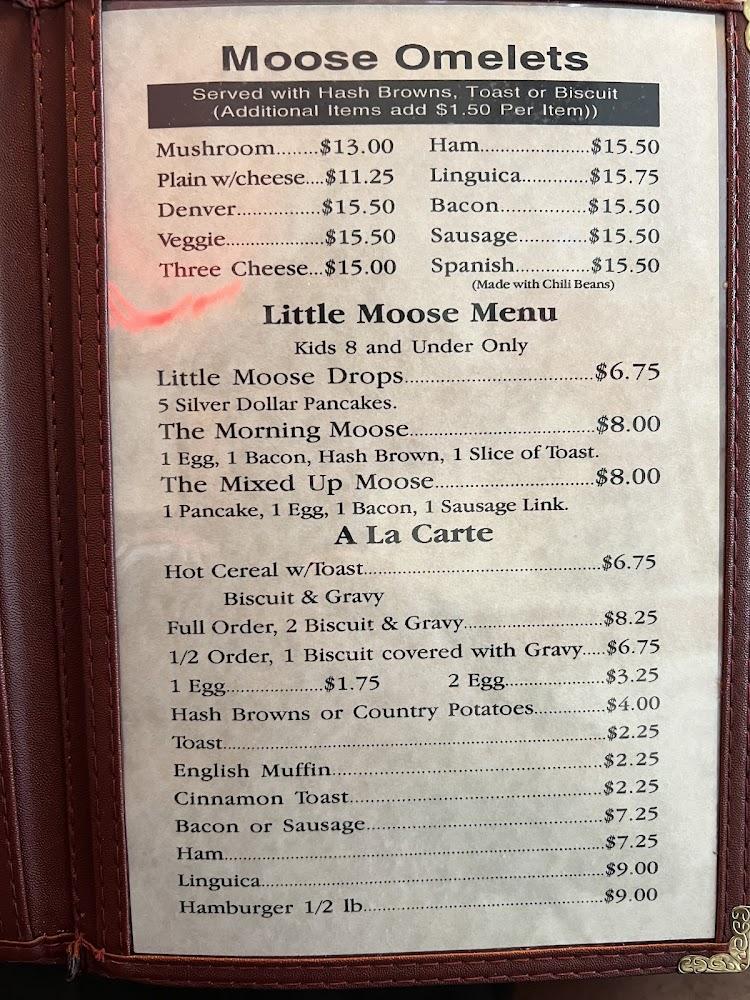 Moose Omelets
Served with Hash Browns, Toast or Biscuit
(Additional Items add $1.50 Per Item))
Mushroom........$13.00
Plain w/cheese....$11.25
Denver................$15.50
Veggie...................$15.50
Three Cheese...$15.00
Ham.....................$15.50
Linguica.............$15.75
Bacon................$15.50
Sausage.............$15.50
Spanish..............$15.50
(Made with Chili Beans)
Little Moose Menu
Kids 8 and Under Only
Little Moose Drops....................................$6.75
5 Silver Dollar Pancakes.
The Morning Moose...................................$8.00
1 Egg, 1 Bacon, Hash Brown, 1 Slice of Toast.
The Mixed Up Moose..............................$8.00
1 Pancake, 1 Egg, 1 Bacon, 1 Sausage Link.
A La Carte
Hot Cereal w/Toast.............................................$6.75
Biscuit & Gravy
Full Order, 2 Biscuit & Gravy..........................$8.25
1/2 Order, 1 Biscuit covered with Gravy.....$6.75
1 Egg...................$1.75 2 Egg...................$3.25
Hash Browns or Country Potatoes.............$4.00
Toast.......................................................................$2.25
English Muffin....................................................$2.25
Cinnamon Toast.................................................$2.25
Bacon or Sausage.............................................$7.25
Ham.......................................................................$7.25
Linguica................................................................$9.00
Hamburger 1/2 lb.............................................$9.00